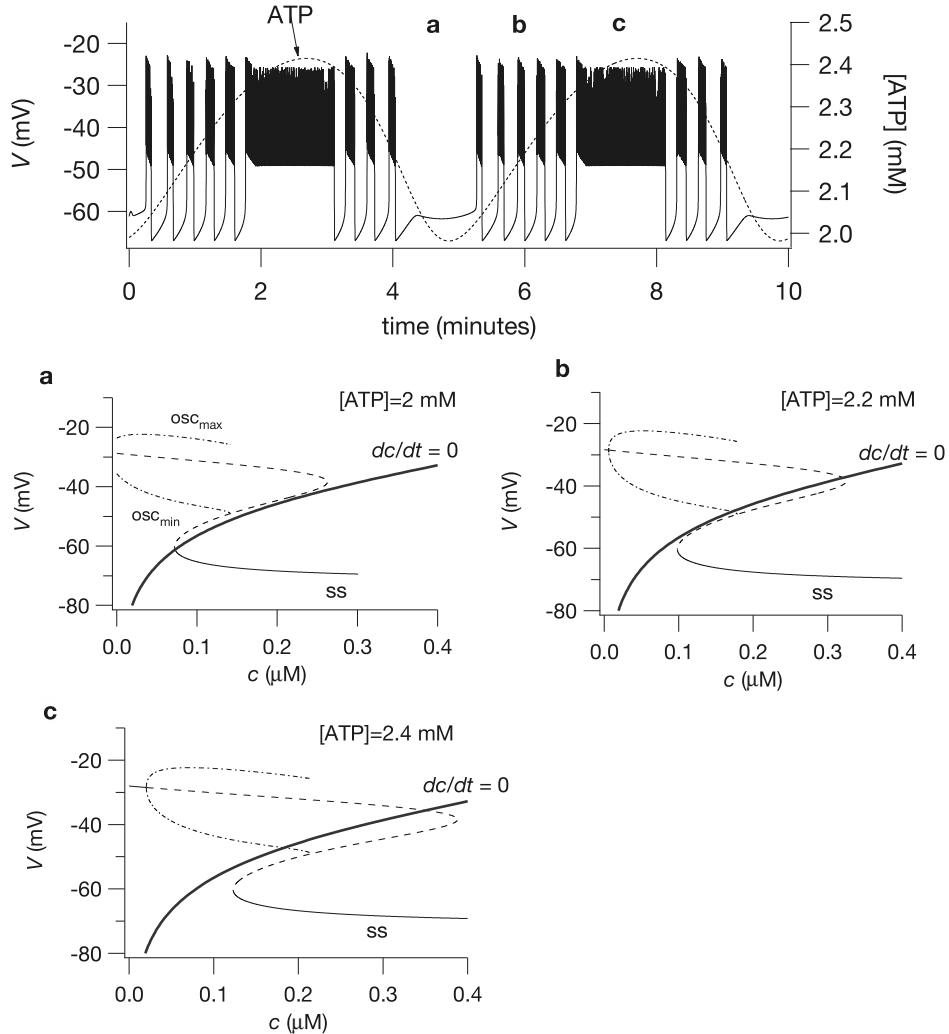 ATP
a
b
c
-20
-30
-40
-50
-60
V (mV)
2.5
2.4
2.3
2.2
2.1
2.0
[ATP] (mM)
0
2
4
6
8
10
time (minutes)
a
[ATP]=2 mM
oscmax
dc/dt = 0
oscmin
ss
-20
-40
-60
-80
V (mV)
0.0
0.1
0.2
0.3
0.4
c (μM)
b
[ATP]=2.2 mM
dc/dt = 0
ss
-20
-40
-60
-80
V (mV)
0.0
0.1
0.2
0.3
0.4
c (μM)
c
[ATP]=2.4 mM
dc/dt = 0
ss
-20
-40
-60
-80
V (mV)
0.0
0.1
0.2
0.3
0.4
c (μM)